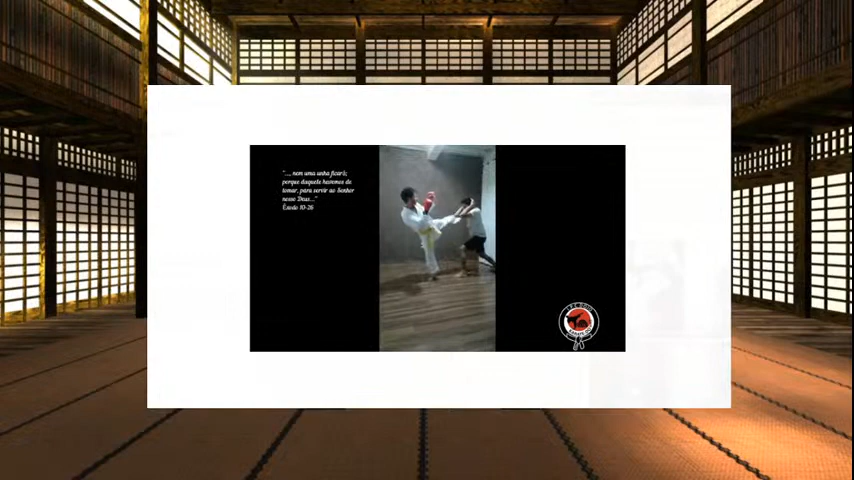 "... nem uma unha ficará;
porque daquele havemos de
tomar, para servir ao Senhor
nosso Deus..."
Êxodo 10-26